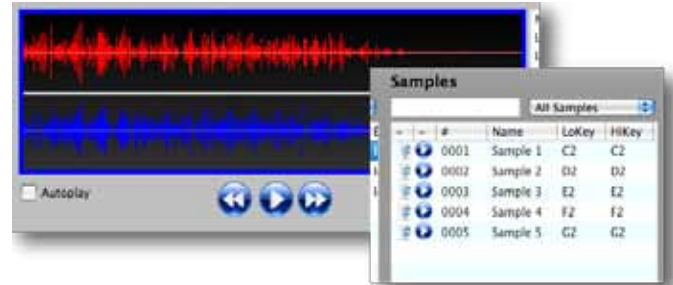 Samples
All Samples
- - # Name LoKey HiKey
0001 Sample 1 C2 C2
0002 Sample 2 D2 D2
0003 Sample 3 E2 E2
0004 Sample 4 F2 F2
0005 Sample 5 G2 G2
Autoplay